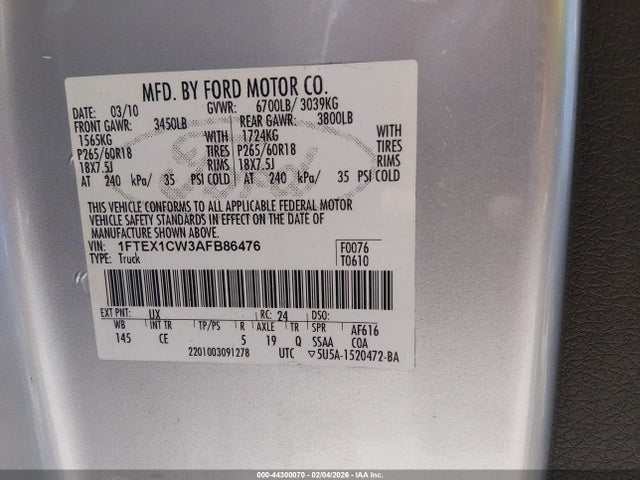 MFD. BY FORD MOTOR CO.
DATE: 03/10 GVWR: 6700LB/ 3039KG
FRONT GAWR: 3450LB REAR GAWR: 3800LB
1565KG WITH 1724KG WITH
P265/60R18 TIRES P265/60R18 TIRES
18X7.5J RIMS 18X7.5J RIMS
AT 240 kPa/ 35 PSI COLD AT 240 kPa/ 35 PSI COLD
THIS VEHICLE CONFORMS TO ALL APPLICABLE FEDERAL MOTOR
VEHICLE SAFETY STANDARDS IN EFFECT ON THE DATE OF
MANUFACTURE SHOWN ABOVE.
VIN: 1FTEX1CW3AFB86476 F0076
TYPE: Truck T0610
EXT PNT: UX RC: 24 DSO:
WB INT TR TP/PS R AXLE TR SPR AF616
145 CE 5 19 Q SSAA COA
2201003091278 UTC ▽5U5A-1520472-BA
Ford
000-44300070 - 02/04/2026 - IAA Inc.